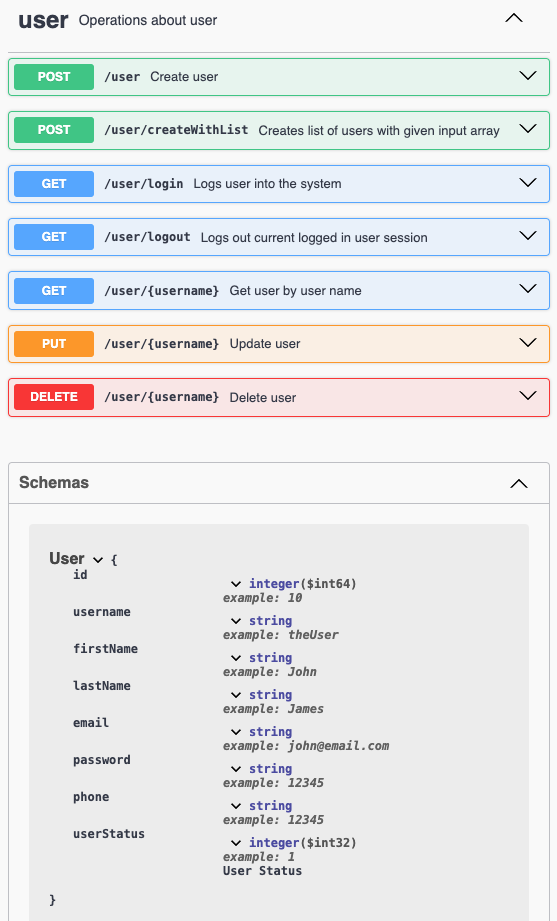 user Operations about user
POST /user Create user
POST /user/createWithList Creates list of users with given input array
GET /user/login Logs user into the system
GET /user/logout Logs out current logged in user session
GET /user/{username} Get user by user name
PUT /user/{username} Update user
DELETE /user/{username} Delete user
Schemas
User {
id
integer($int64)
example: 10
username
string
example: theUser
firstName
string
example: John
lastName
string
example: James
email
string
example: john@email.com
password
string
example: 12345
phone
string
example: 12345
userStatus
integer($int32)
example: 1
User Status
}